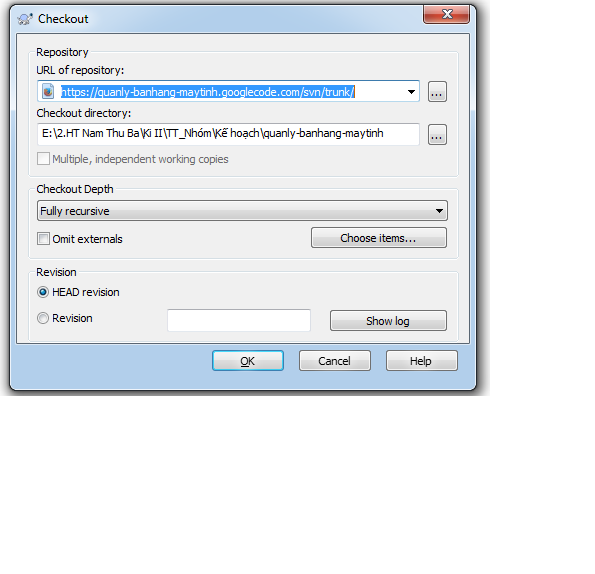 Checkout
Repository
URL of repository:
https://quanly-banhang-maytinh.googlecode.com/svn/trunk/
...
Checkout directory:
E:\2.HT Nam Thu Ba\Ki II\TT_Nhóm\Kế hoạch\quanly-banhang-maytinh
...
Multiple, independent working copies
Checkout Depth
Fully recursive
Omit externals
Choose items...
Revision
HEAD revision
Revision
Show log
OK
Cancel
Help